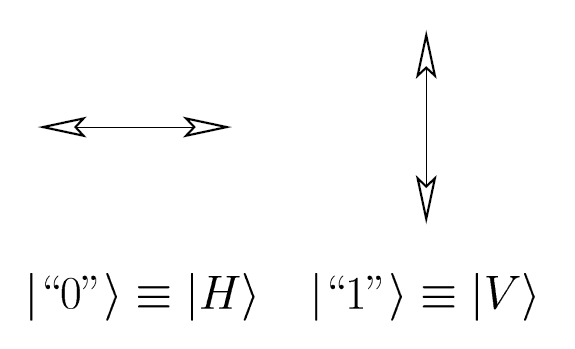 |“0”⟩ ≡ |H⟩ |“1”⟩ ≡ |V⟩